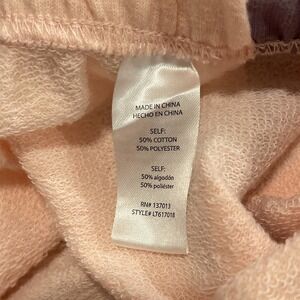 MADE IN CHINA
HECHO EN CHINA
SELF:
50% COTTON
50% POLYESTER
SELF:
50% algodón
50% poliéster
RN# 137013
STYLE# LT617018